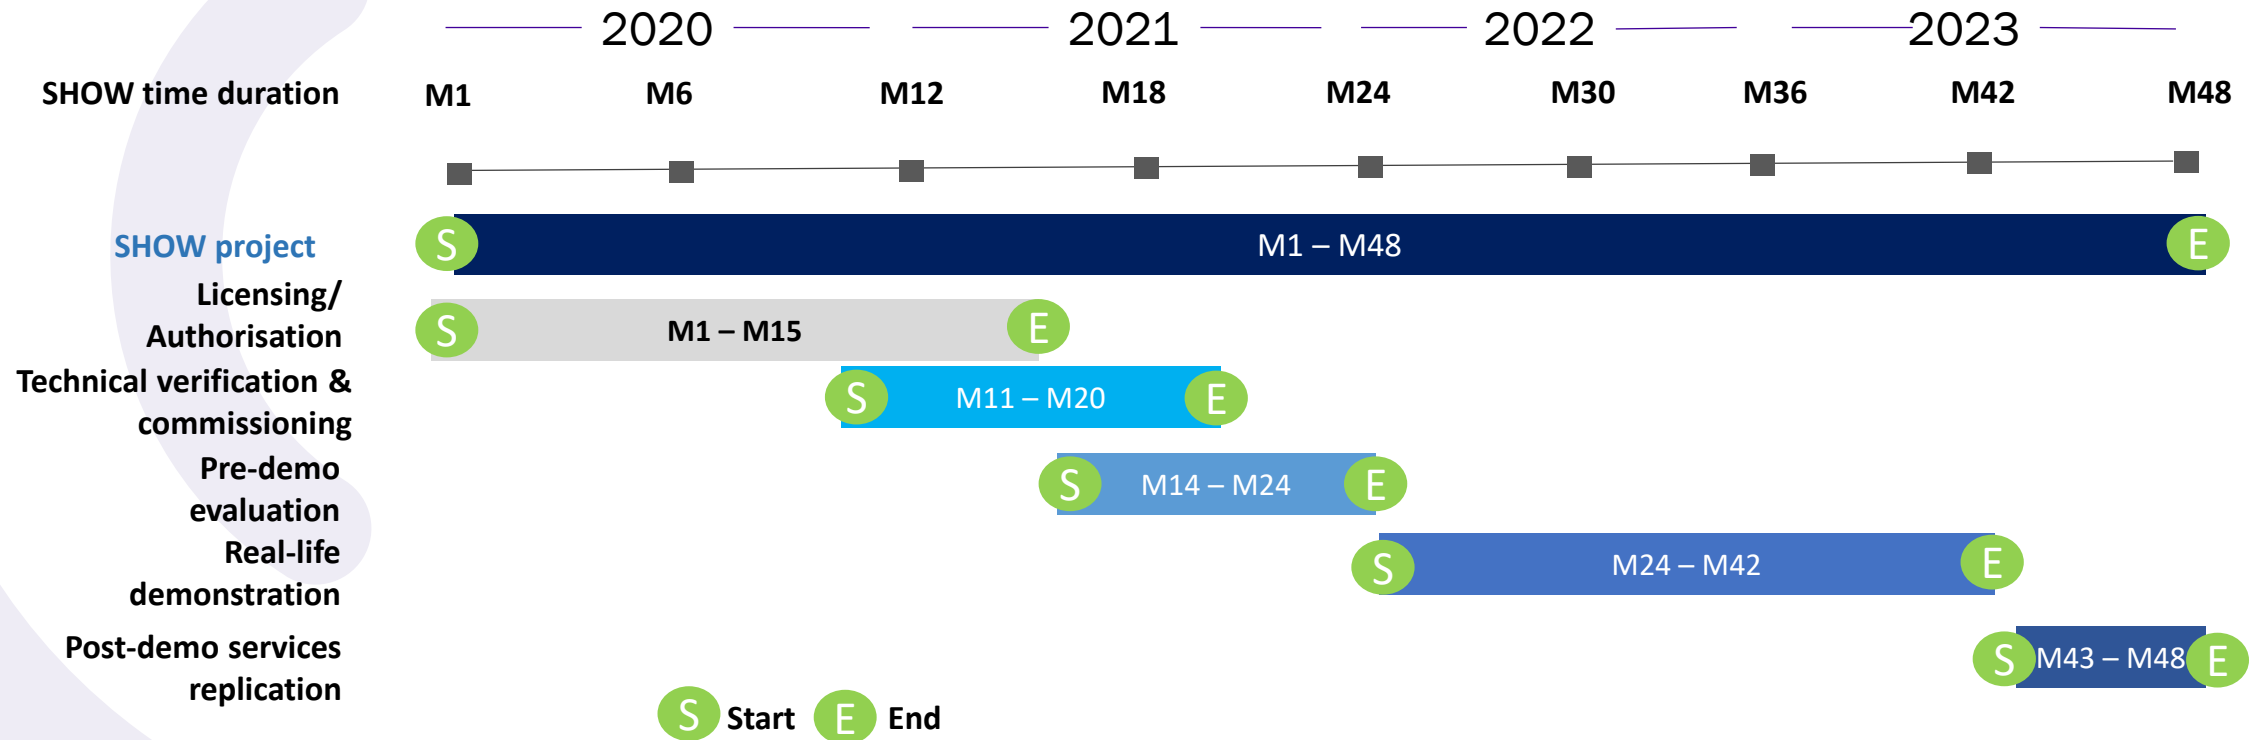 2020 2021 2022 2023
SHOW time duration M1 M6 M12 M18 M24 M30 M36 M42 M48
SHOW project S M1 – M48 E
Licensing/
Authorisation
S M1 – M15 E
Technical verification &
commissioning
S M11 – M20 E
Pre-demo
evaluation
S M14 – M24 E
Real-life
demonstration
S M24 – M42 E
Post-demo services
replication
S M43 – M48 E
S Start E End